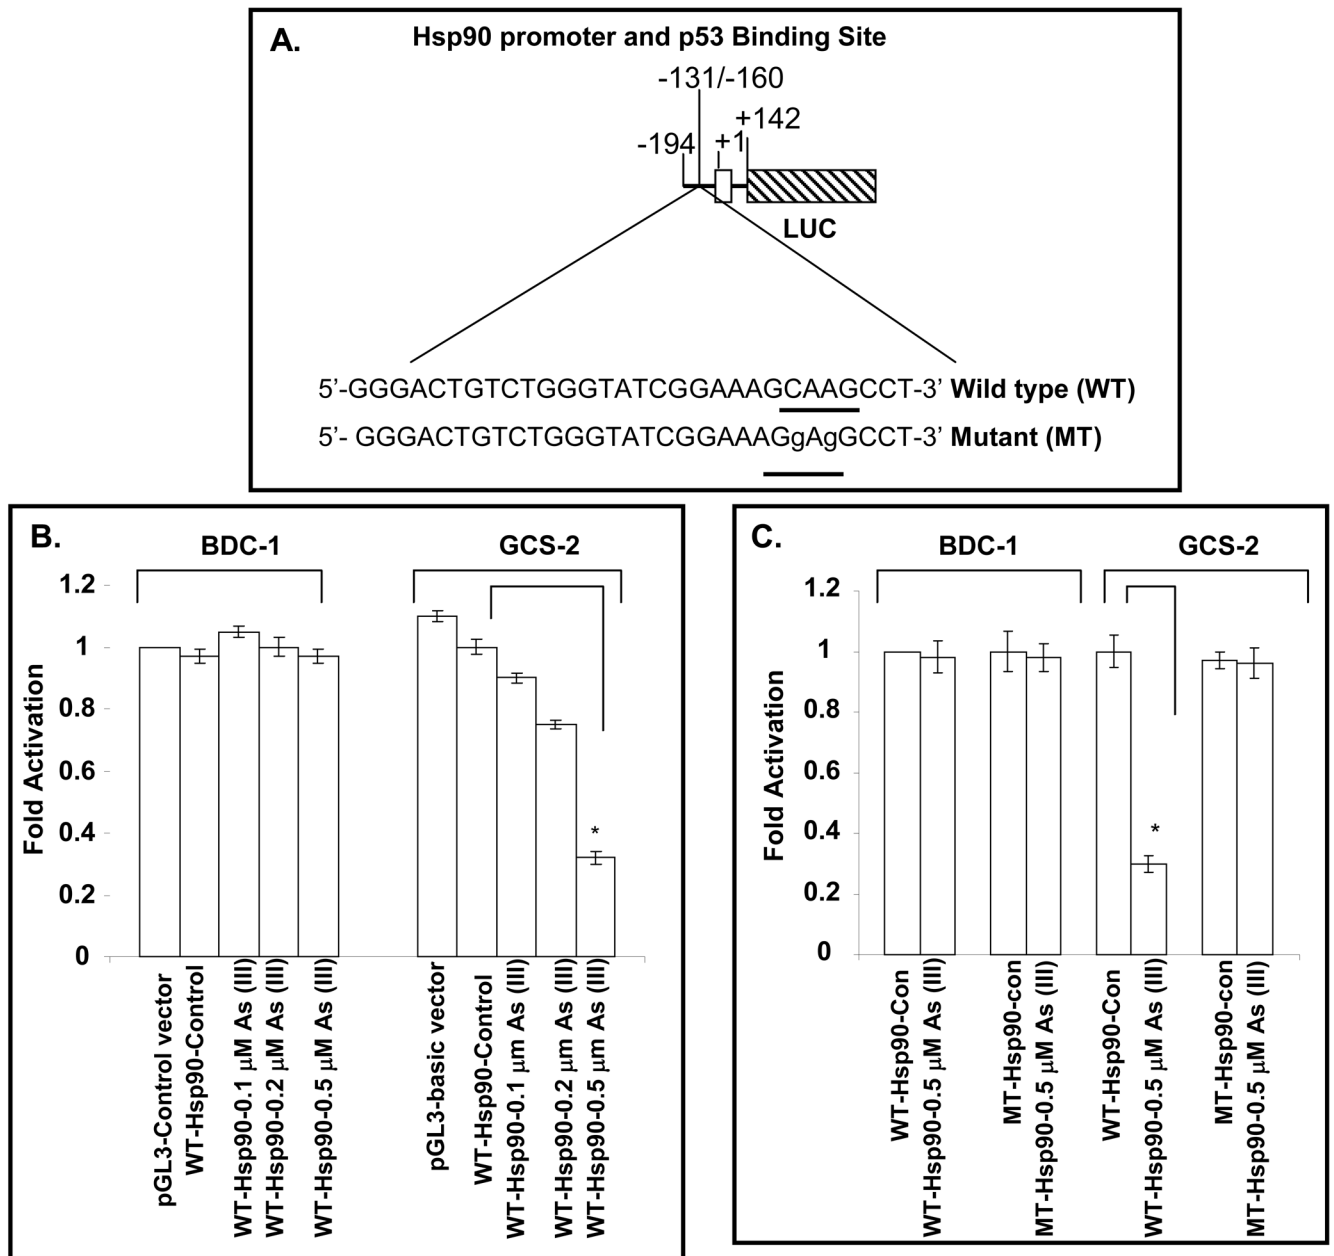 A.
Hsp90 promoter and p53 Binding Site
-131/-160
+142
-194
+1
LUC
5’-GGGACTGTCTGGGTATCGGAAAGCAAGCCT-3’ Wild type (WT)
5’- GGGACTGTCTGGGTATCGGAAAGgAgGCCT-3’ Mutant (MT)
B.
BDC-1
GCS-2
Fold Activation
1.2
1
0.8
0.6
0.4
0.2
0
*
pGL3-Control vector
WT-Hsp90-Control
WT-Hsp90-0.1 μM As (III)
WT-Hsp90-0.2 μM As (III)
WT-Hsp90-0.5 μM As (III)
pGL3-basic vector
WT-Hsp90-Control
WT-Hsp90-0.1 μm As (III)
WT-Hsp90-0.2 μm As (III)
WT-Hsp90-0.5 μm As (III)
C.
BDC-1
GCS-2
Fold Activation
1.2
1
0.8
0.6
0.4
0.2
0
*
WT-Hsp90-Con
WT-Hsp90-0.5 μM As (III)
MT-Hsp90-con
MT-Hsp90-0.5 μM As (III)
WT-Hsp90-Con
WT-Hsp90-0.5 μM As (III)
MT-Hsp90-con
MT-Hsp90-0.5 μM As (III)